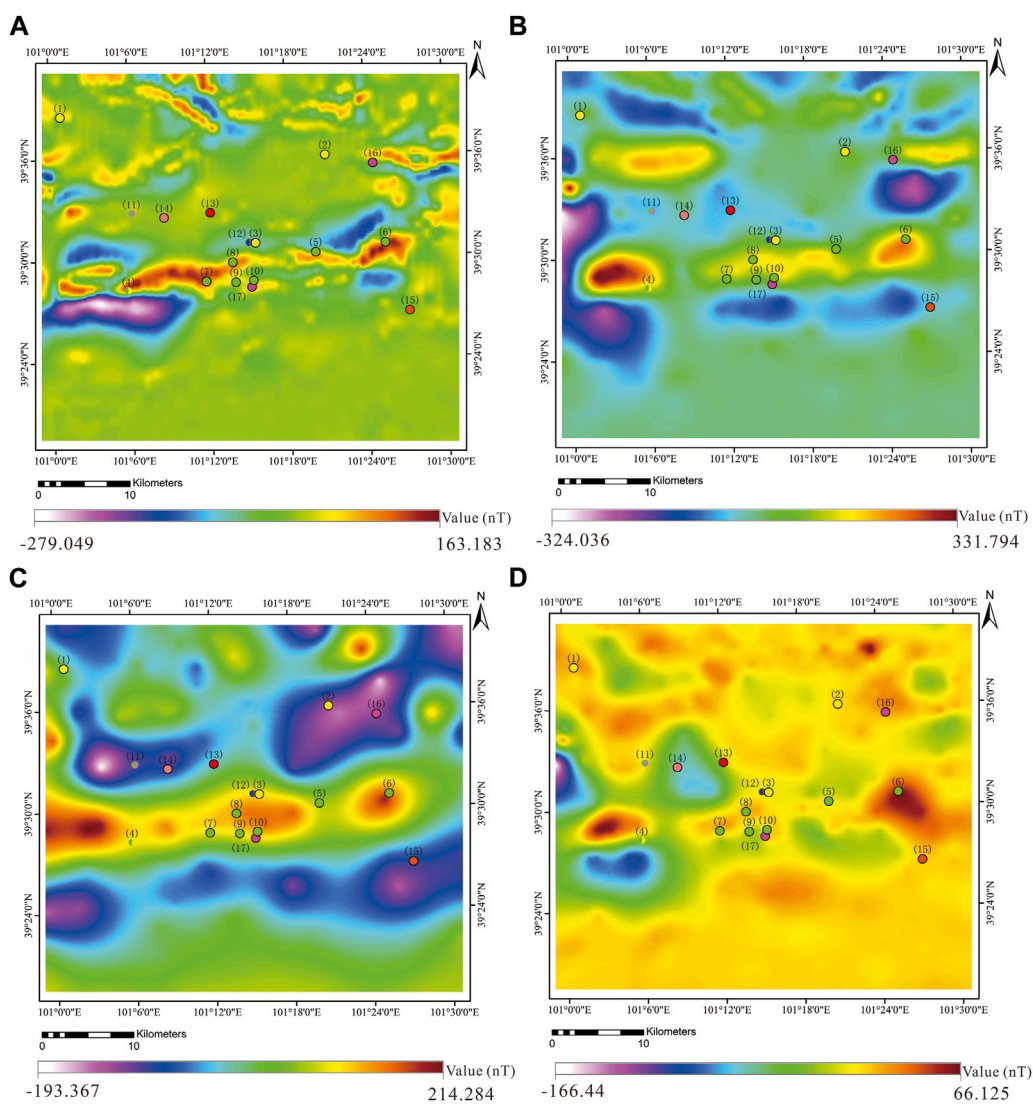 A
101°0'0"E 101°6'0"E 101°12'0"E 101°18'0"E 101°24'0"E 101°30'0"E
N
39°36'0"N
39°30'0"N
39°24'0"N
(1)
(2)
(16)
(11)
(14)
(13)
(12) (3)
(6)
(5)
(8)
(4)
(7)
(9)
(10)
(17)
(15)
39°36'0"N
39°30'0"N
39°24'0"N
101°0'0"E 101°6'0"E 101°12'0"E 101°18'0"E 101°24'0"E 101°30'0"E
Kilometers
0 10
Value (nT)
-279.049 163.183
B
101°0'0"E 101°6'0"E 101°12'0"E 101°18'0"E 101°24'0"E 101°30'0"E
N
39°36'0"N
39°30'0"N
39°24'0"N
(1)
(2)
(16)
(11)
(14)
(13)
(12) (3)
(6)
(5)
(8)
(4)
(7)
(9)
(10)
(17)
(15)
39°36'0"N
39°30'0"N
39°24'0"N
101°0'0"E 101°6'0"E 101°12'0"E 101°18'0"E 101°24'0"E 101°30'0"E
Kilometers
0 10
Value (nT)
-324.036 331.794
C
101°0'0"E 101°6'0"E 101°12'0"E 101°18'0"E 101°24'0"E 101°30'0"E
N
39°36'0"N
39°30'0"N
39°24'0"N
(1)
(2)
(16)
(11)
(14)
(13)
(12) (3)
(6)
(5)
(8)
(4)
(7)
(9)
(10)
(17)
(15)
39°36'0"N
39°30'0"N
39°24'0"N
101°0'0"E 101°6'0"E 101°12'0"E 101°18'0"E 101°24'0"E 101°30'0"E
Kilometers
0 10
Value (nT)
-193.367 214.284
D
101°0'0"E 101°6'0"E 101°12'0"E 101°18'0"E 101°24'0"E 101°30'0"E
N
39°36'0"N
39°30'0"N
39°24'0"N
(1)
(2)
(16)
(11)
(14)
(13)
(12) (3)
(6)
(5)
(8)
(4)
(7)
(9)
(10)
(17)
(15)
39°36'0"N
39°30'0"N
39°24'0"N
101°0'0"E 101°6'0"E 101°12'0"E 101°18'0"E 101°24'0"E 101°30'0"E
Kilometers
0 10
Value (nT)
-166.44 66.125